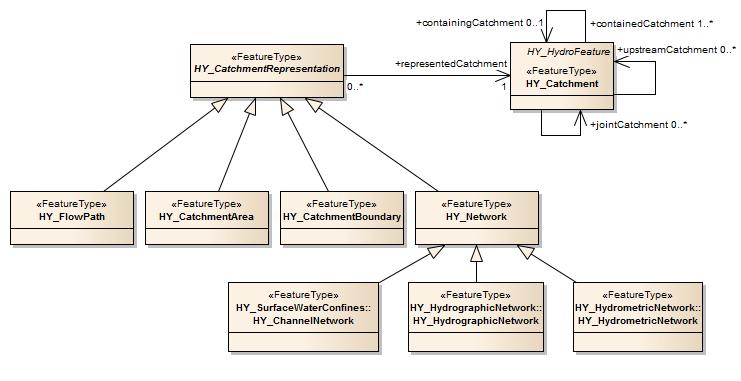 +containingCatchment 0..1
+containedCatchment 1..*
«FeatureType»
HY_CatchmentRepresentation
+representedCatchment
0..*
1
HY_HydroFeature
«FeatureType»
HY_Catchment
+upstreamCatchment 0..*
+jointCatchment 0..*
«FeatureType»
HY_FlowPath
«FeatureType»
HY_CatchmentArea
«FeatureType»
HY_CatchmentBoundary
«FeatureType»
HY_Network
«FeatureType»
HY_SurfaceWaterConfines::
HY_ChannelNetwork
«FeatureType»
HY_HydrographicNetwork::
HY_HydrographicNetwork
«FeatureType»
HY_HydrometricNetwork::
HY_HydrometricNetwork